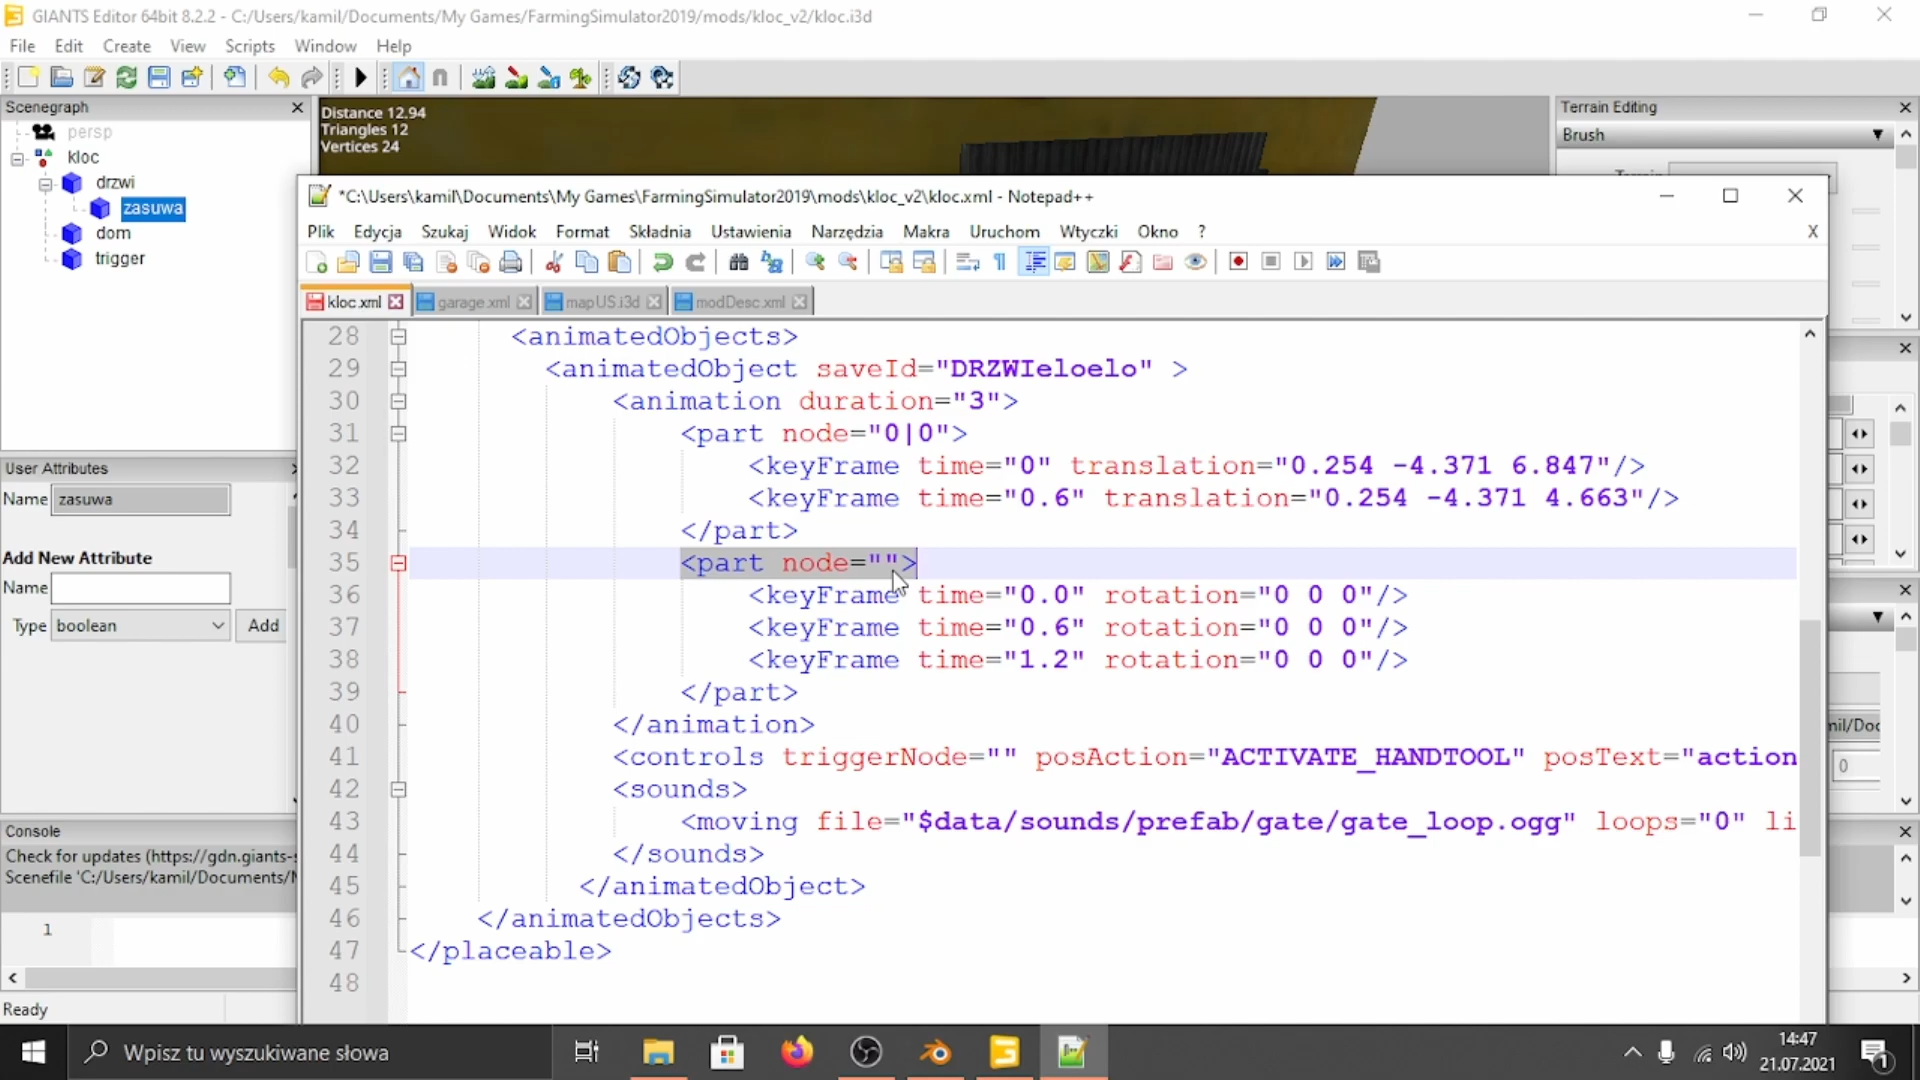 GIANTS Editor 64bit 8.2.2 - C:/Users/kamil/Documents/My Games/FarmingSimulator2019/mods/kloc_v2/kloc.i3d
File Edit Create View Scripts Window Help
Scenegraph
persp
kloc
drzwi
zasuwa
dom
trigger
Distance 12.94
Triangles 12
Vertices 24
Terrain Editing
Brush
*C:\Users\kamil\Documents\My Games\FarmingSimulator2019\mods\kloc_v2\kloc.xml - Notepad++
Plik Edycja Szukaj Widok Format Składnia Ustawienia Narzędzia Makra Uruchom Wtyczki Okno ? X
kloc.xml garage.xml mapUS.i3d modDesc.xml
28 <animatedObjects>
29 <animatedObject saveId="DRZWIeloelo" >
30 <animation duration="3">
31 <part node="0|0">
32 <keyFrame time="0" translation="0.254 -4.371 6.847"/>
33 <keyFrame time="0.6" translation="0.254 -4.371 4.663"/>
34 </part>
35 <part node="">
36 <keyFrame time="0.0" rotation="0 0 0"/>
37 <keyFrame time="0.6" rotation="0 0 0"/>
38 <keyFrame time="1.2" rotation="0 0 0"/>
39 </part>
40 </animation>
41 <controls triggerNode="" posAction="ACTIVATE_HANDTOOL" posText="action
42 <sounds>
43 <moving file="$data/sounds/prefab/gate/gate_loop.ogg" loops="0" li
44 </sounds>
45 </animatedObject>
46 </animatedObjects>
47 </placeable>
48
User Attributes
Name zasuwa
Add New Attribute
Name
Type boolean Add
Console
Check for updates (https://gdn.giants-
Scenefile 'C:/Users/kamil/Documents/
1
Ready
mil/Doc
0
Wpisz tu wyszukiwane słowa
14:47
21.07.2021
1